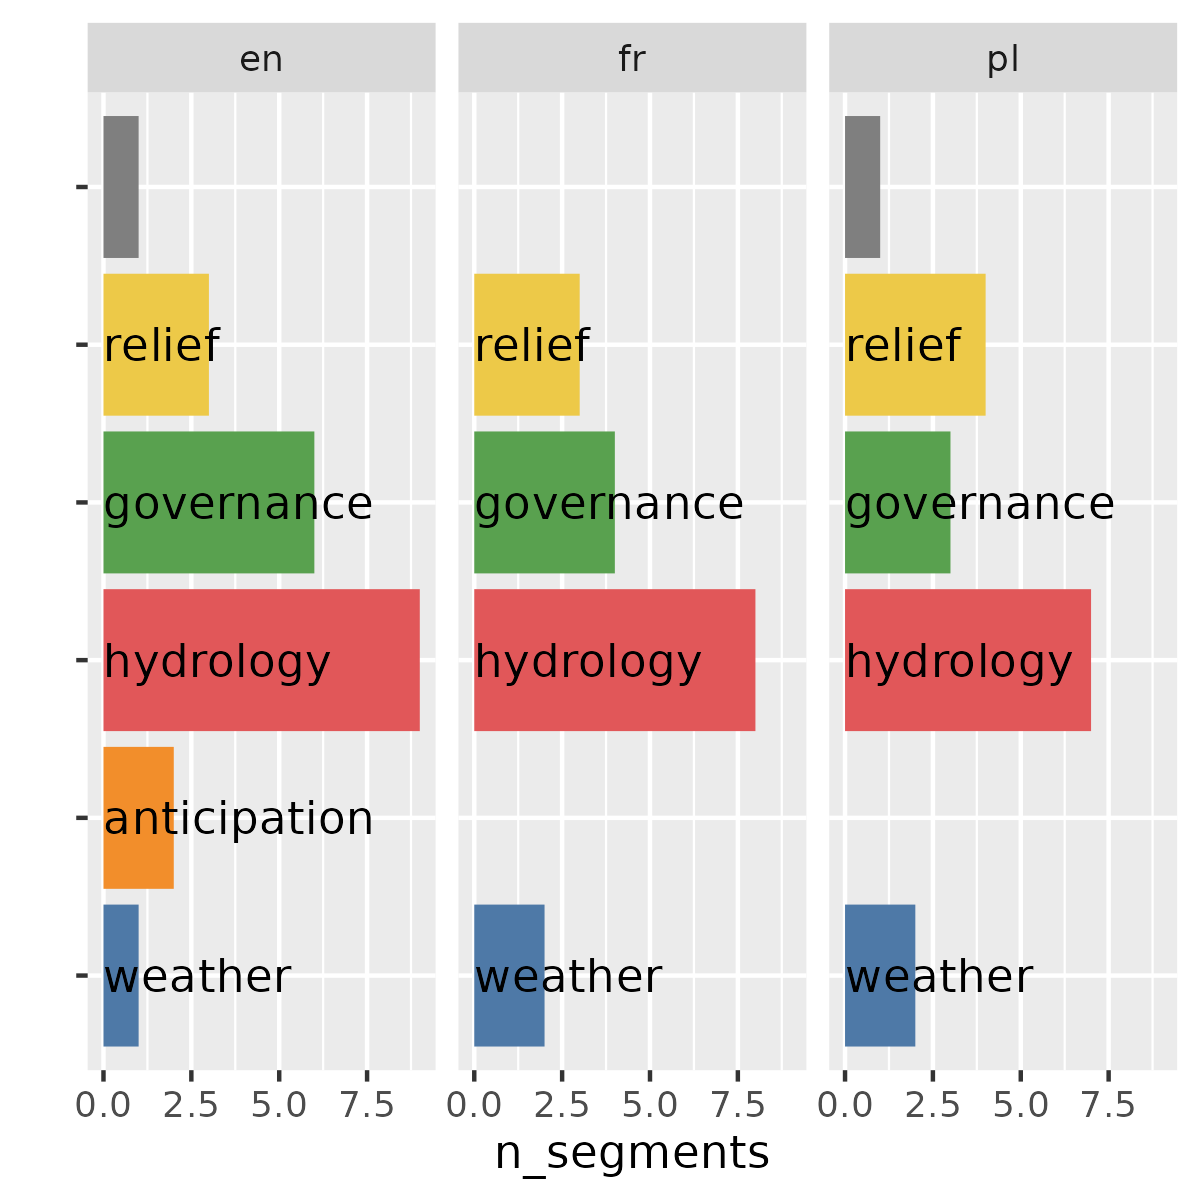 en fr pl
relief relief relief
governance governance governance
hydrology hydrology hydrology
anticipation
weather weather weather
0.0 2.5 5.0 7.5 0.0 2.5 5.0 7.5 0.0 2.5 5.0 7.5
n_segments